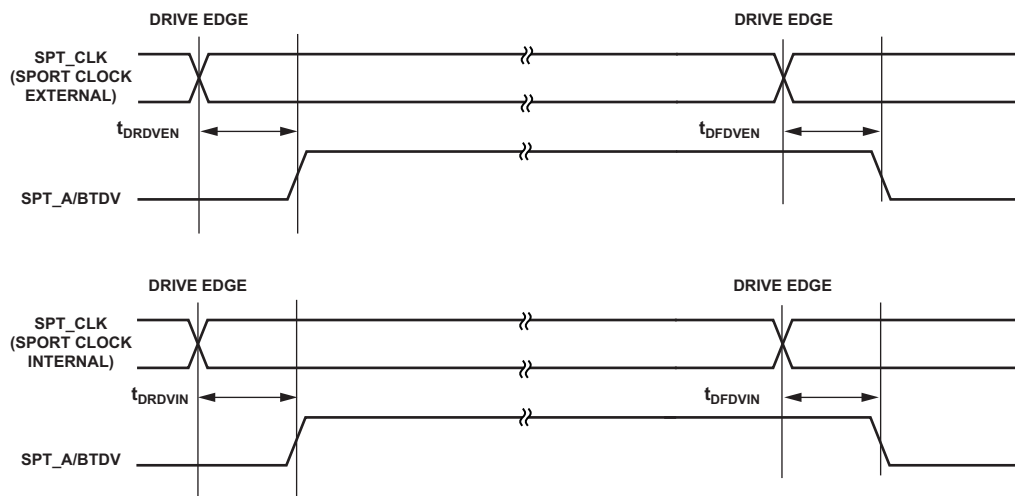 DRIVE EDGE DRIVE EDGE
SPT_CLK
(SPORT CLOCK
EXTERNAL)
tDRDVEN tDFDVEN
SPT_A/BTDV
DRIVE EDGE DRIVE EDGE
SPT_CLK
(SPORT CLOCK
INTERNAL)
tDRDVIN tDFDVIN
SPT_A/BTDV